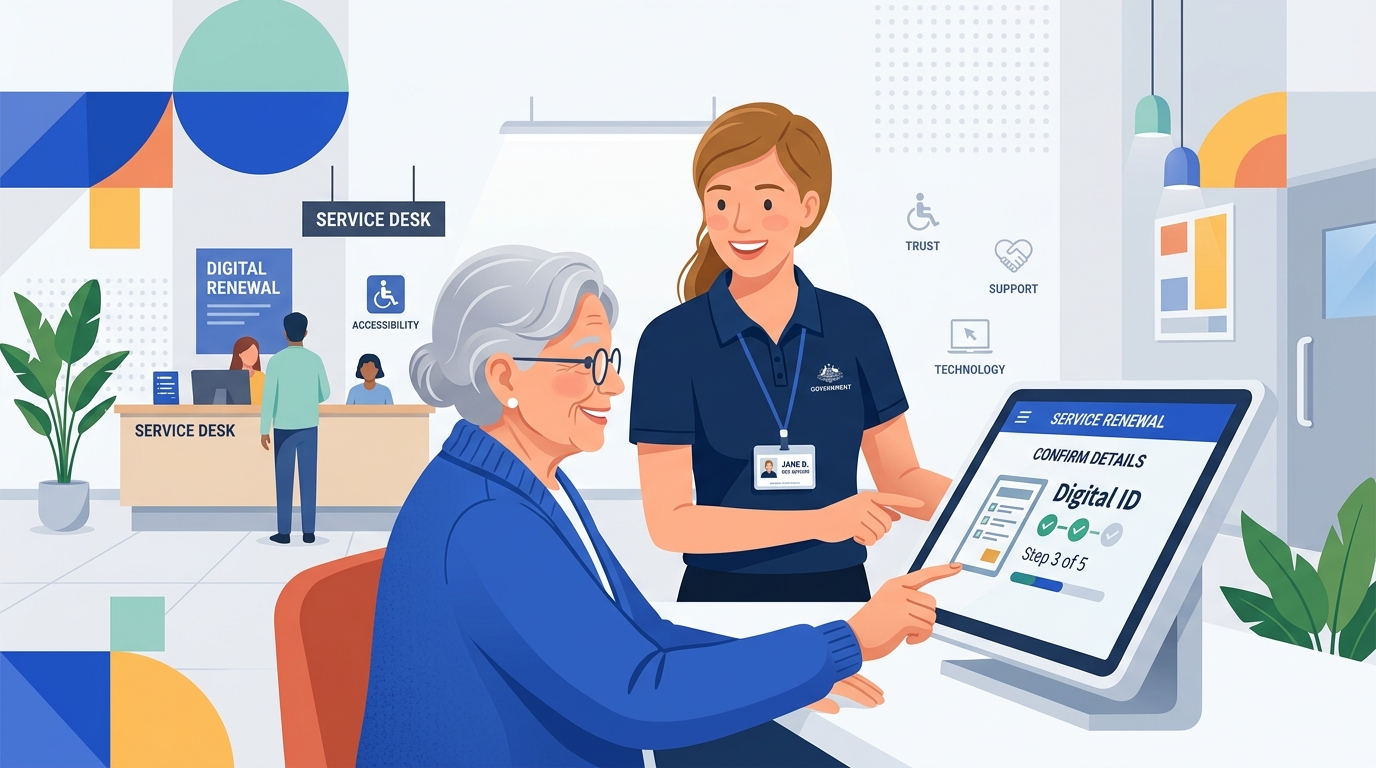 SERVICE DESK
DIGITAL
RENEWAL
ACCESSIBILITY
SERVICE DESK
TRUST
SUPPORT
TECHNOLOGY
GOVERNMENT
JANE D.
SERVICE RENEWAL
CONFIRM DETAILS
Digital ID
Step 3 of 5